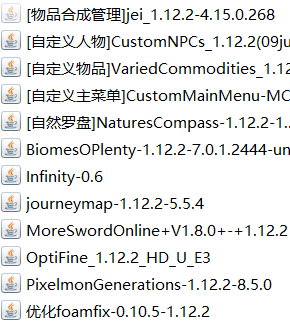 [物品合成管理]jei_1.12.2-4.15.0.268
[自定义人物]CustomNPCs_1.12.2(09ju
[自定义物品]VariedCommodities_1.12
[自定义主菜单]CustomMainMenu-MC
[自然罗盘]NaturesCompass-1.12.2-1.
BiomesOPlenty-1.12.2-7.0.1.2444-un
Infinity-0.6
journeymap-1.12.2-5.5.4
MoreSwordOnline+V1.8.0+-+1.12.2
OptiFine_1.12.2_HD_U_E3
PixelmonGenerations-1.12.2-8.5.0
优化foamfix-0.10.5-1.12.2